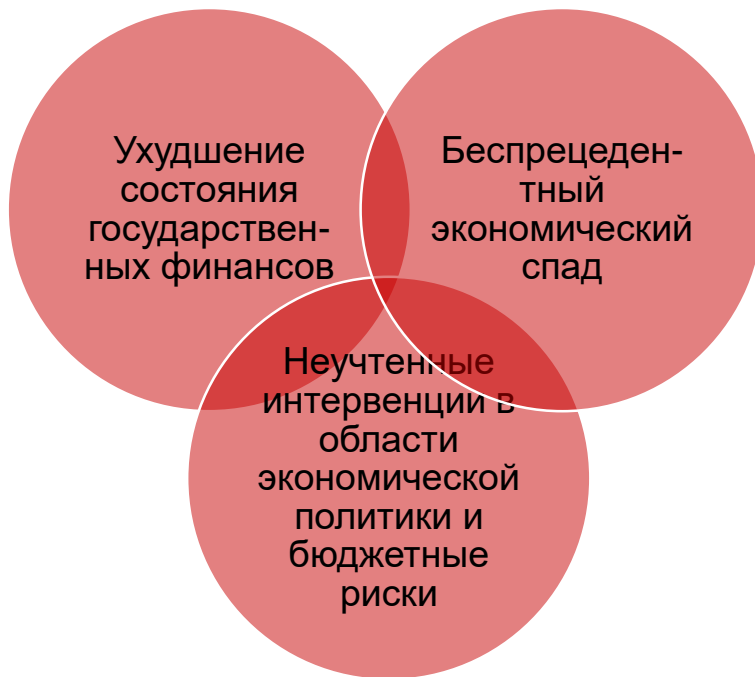 Ухудшение
состояния
государствен-
ных финансов
Беспрецеден-
тный
экономический
спад
Неучтенные
интервенции в
области
экономической
политики и
бюджетные
риски